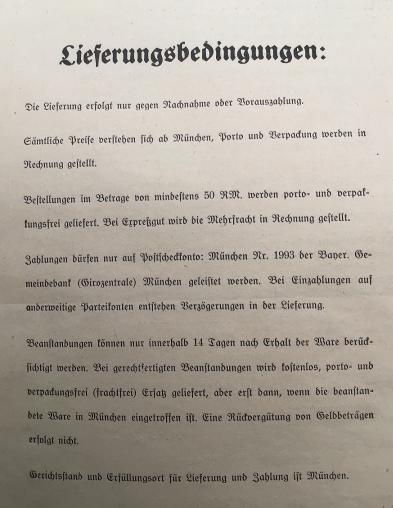 Lieferungsbedingungen:
Die Lieferung erfolgt nur gegen Nachnahme oder Vorauszahlung.
Sämtliche Preise verstehen sich ab München, Porto und Verpackung werden in
Rechnung gestellt.
Bestellungen im Betrage von mindestens 50 RM. werden porto- und verpak-
kungsfrei geliefert. Bei Expreßgut wird die Mehrfracht in Rechnung gestellt.
Zahlungen dürfen nur auf Postscheckkonto: München Nr. 1993 der Bayer. Ge-
meindebank (Girozentrale) München geleistet werden. Bei Einzahlungen auf
anderweitige Parteikonten entstehen Verzögerungen in der Lieferung.
Beanstandungen können nur innerhalb 14 Tagen nach Erhalt der Ware berück-
sichtigt werden. Bei gerechtfertigten Beanstandungen wird kostenlos, porto- und
verpackungsfrei (frachtfrei) Ersatz geliefert, aber erst dann, wenn die beanstan-
dete Ware in München eingetroffen ist. Eine Rückvergütung von Geldbeträgen
erfolgt nicht.
Gerichtsstand und Erfüllungsort für Lieferung und Zahlung ist München.